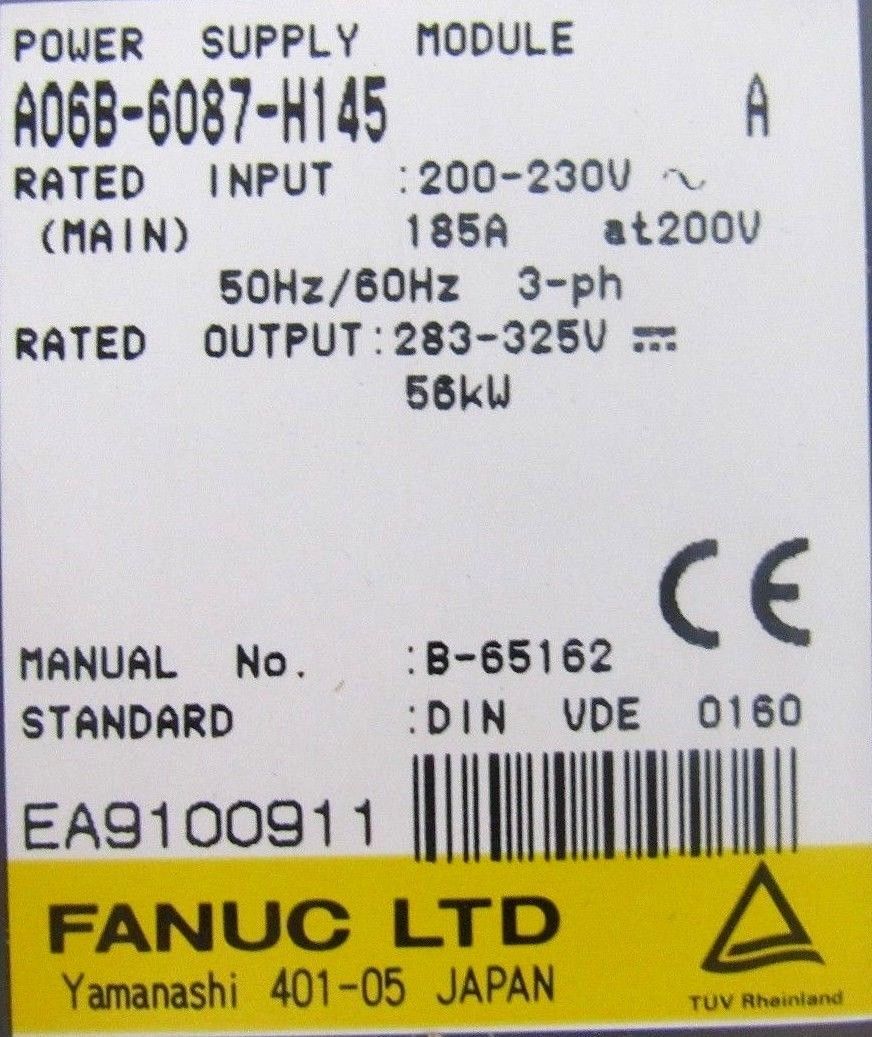 POWER SUPPLY MODULE
A06B-6087-H145 A
RATED INPUT :200-230V ~
(MAIN) 185A at200V
50Hz/60Hz 3-ph
RATED OUTPUT:283-325V ⎓
56kW
CE
MANUAL No. :B-65162
STANDARD :DIN VDE 0160
EA9100911
FANUC LTD
Yamanashi 401-05 JAPAN
TUV Rheinland